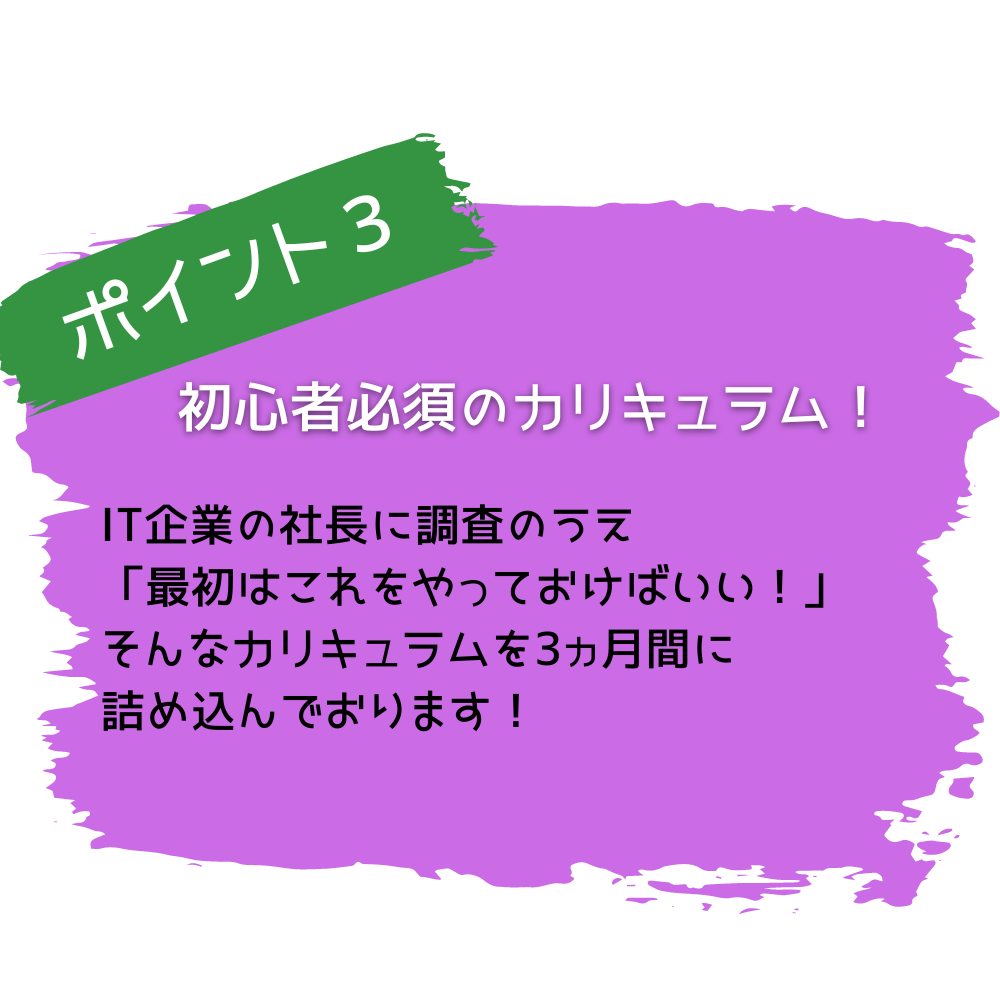 ポイント3
初心者必須のカリキュラム！
IT企業の社長に調査のうえ
「最初はこれをやっておけばいい！」
そんなカリキュラムを3ヵ月間に
詰め込んでおります！